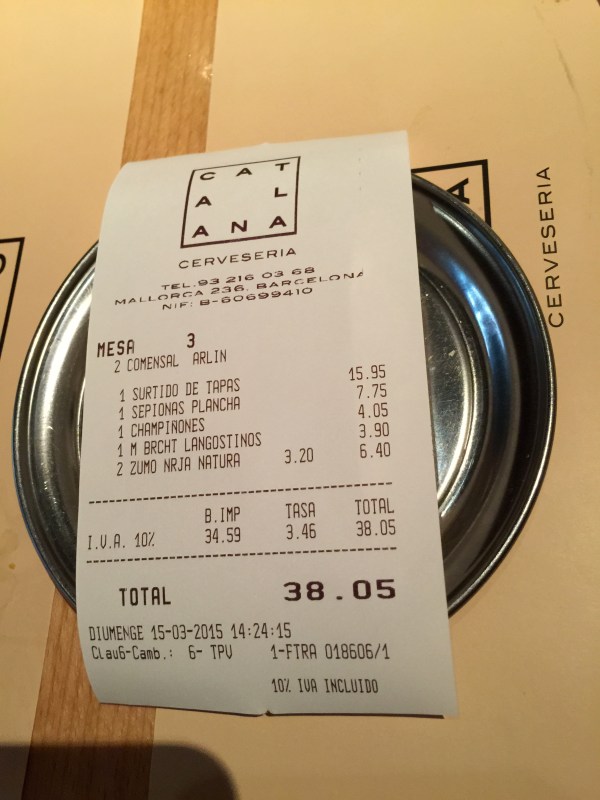 CAT
A L
ANA
CERVESERIA
TEL.93 216 03 68
MALLORCA 236. BARCELONA
NIF: B-60699410
MESA 3
2 COMENSAL ARLIN
1 SURTIDO DE TAPAS 15.95
1 SEPIONAS PLANCHA 7.75
1 CHAMPIÑONES 4.05
1 M BRCHT LANGOSTINOS 3.90
2 ZUMO NRJA NATURA 3.20 6.40
B.IMP TASA TOTAL
I.V.A. 10% 34.59 3.46 38.05
TOTAL 38.05
DIUMENGE 15-03-2015 14:24:15
Clau6-Camb.: 6- TPV 1-FTRA 018606/1
10% IVA INCLUIDO
A
CERVESERIA